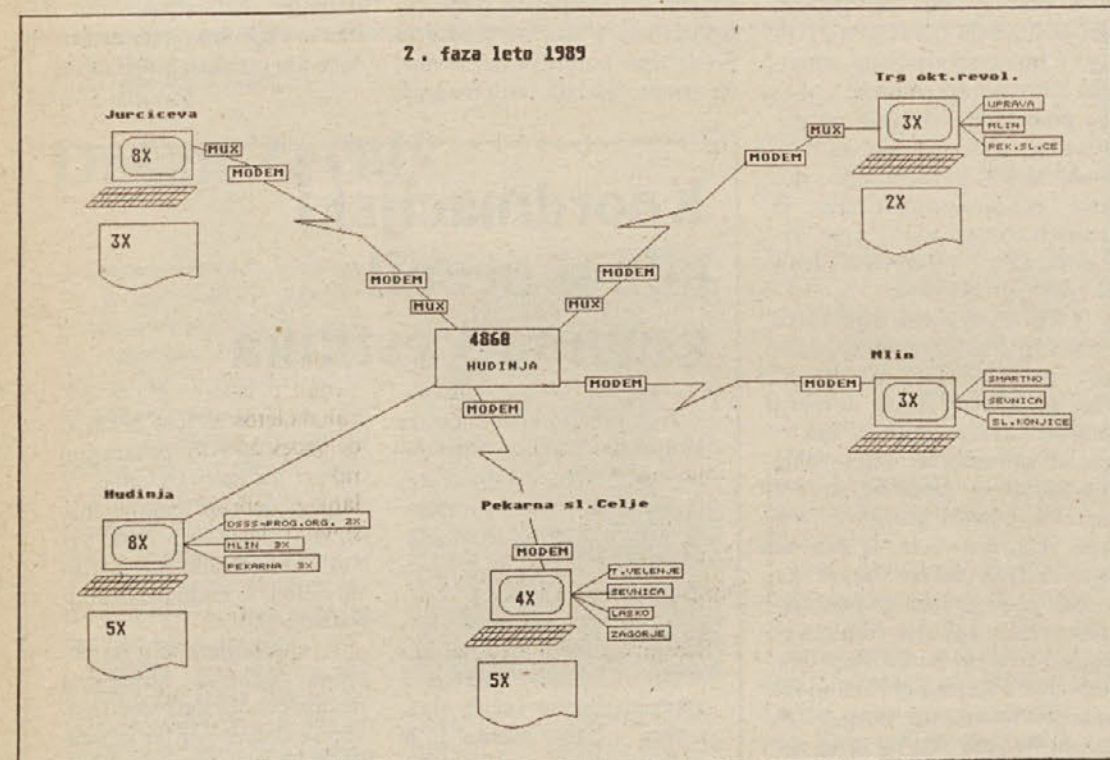 2. faza leto 1989
Trg okt.revol.
Jurciceva
UPRAVA
3X
MLIN
MUX
PEK.SL.CE
8X
MUX
MODEM
MODEM
2X
3X
MODEM
MODEM
MUX
MUX
4868
HUDINJA
Mlin
MODEM
MODEM
SMARTNO
3X
SEVNICA
SL.KONJICE
MODEM
Hudinja
Pekarna sl.Celje
DSSS-PROG.ORG. 2X
8X
MLIN 3X
PEKARNA 3X
MODEM
T.VELENJE
4X
SEVNICA
LASKO
ZAGORJE
5X
5X